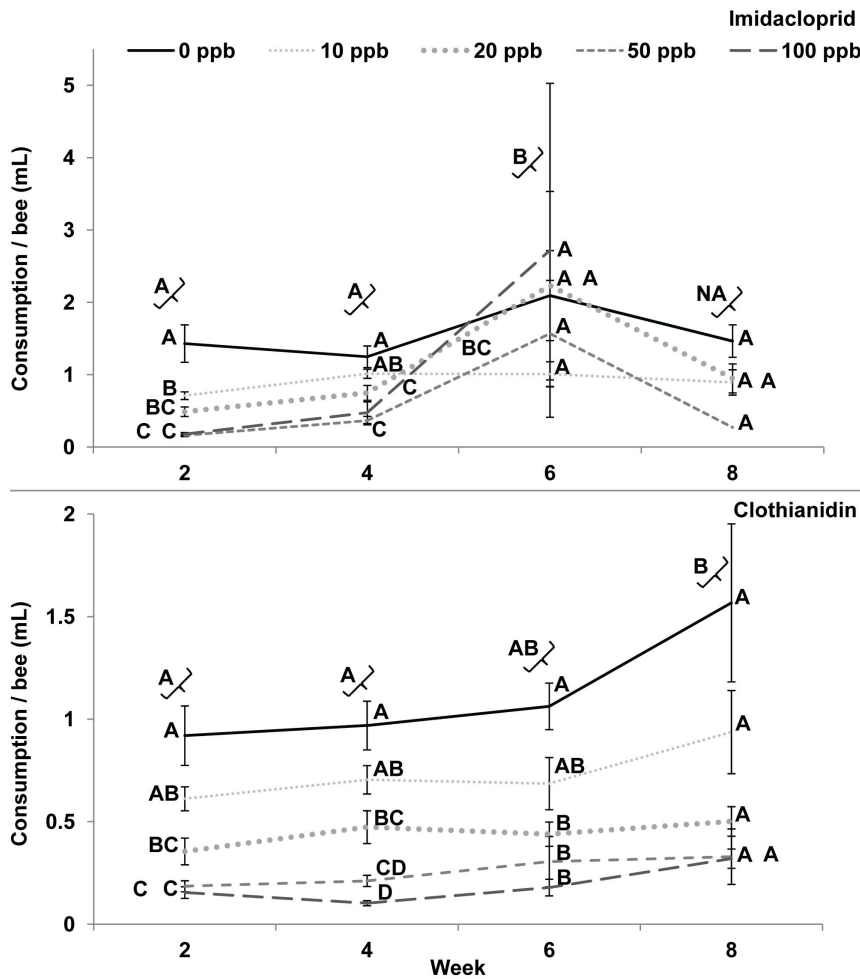 Imidacloprid
0 ppb 10 ppb 20 ppb 50 ppb 100 ppb
Consumption / bee (mL)
5
4
3
2
1
0
A
A
B
NA
A
B
BC
C C
A
AB
BC
C
C
A
A A
A
A
A
A A
A
2 4 6 8
Clothianidin
Consumption / bee (mL)
2
1.5
1
0.5
0
A
A
AB
B
A
AB
BC
C C
A
AB
BC
CD
D
A
AB
B
B
B
A
A
A
A A
2 4 6 8
Week